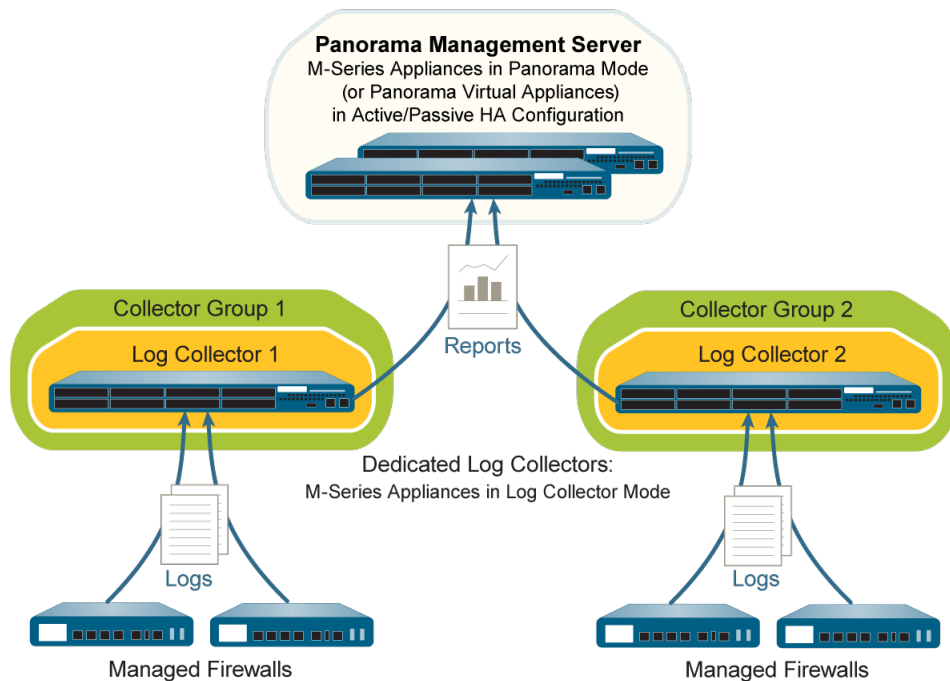 Panorama Management Server
M-Series Appliances in Panorama Mode
(or Panorama Virtual Appliances)
in Active/Passive HA Configuration
Collector Group 1
Log Collector 1
Reports
Collector Group 2
Log Collector 2
Dedicated Log Collectors:
M-Series Appliances in Log Collector Mode
Logs
Logs
Managed Firewalls
Managed Firewalls